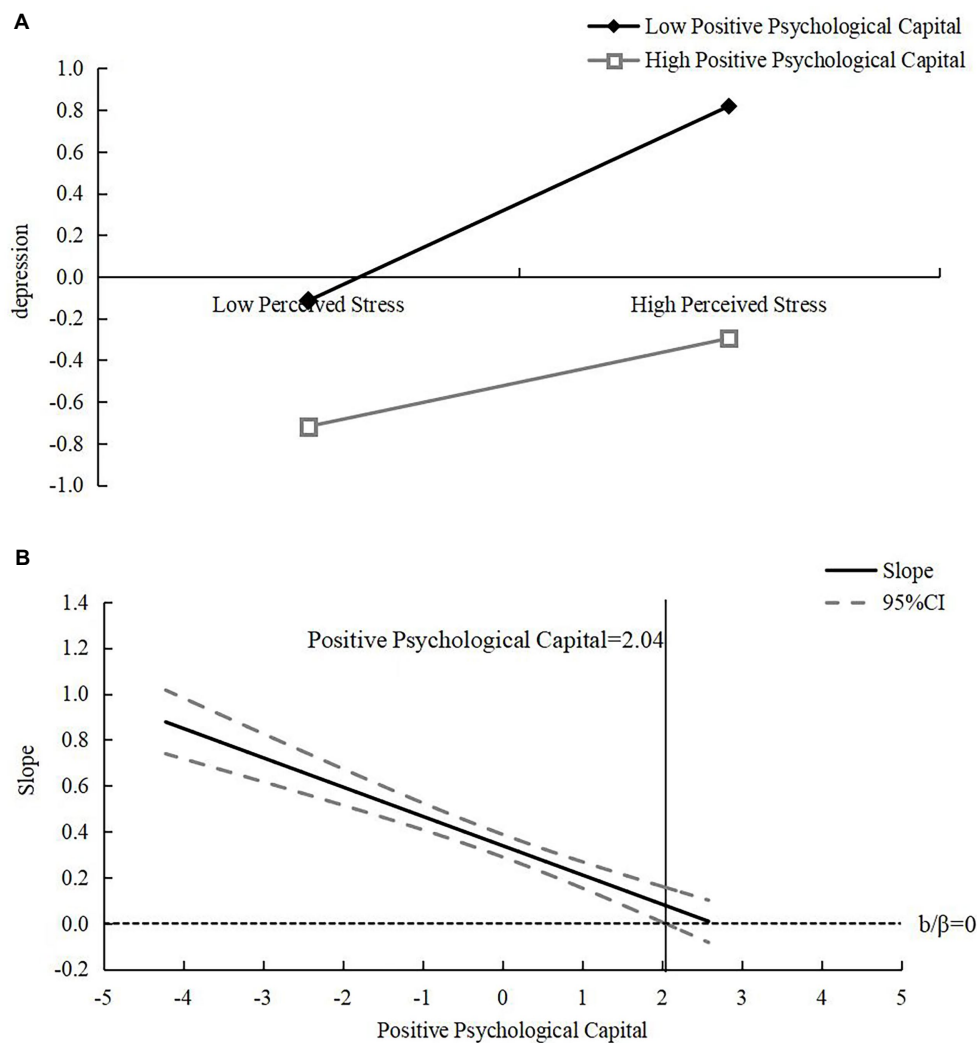 A
Low Positive Psychological Capital
High Positive Psychological Capital
1.0
0.8
0.6
0.4
0.2
0.0
-0.2
-0.4
-0.6
-0.8
-1.0
depression
Low Perceived Stress
High Perceived Stress
B
Slope
95%CI
1.4
1.2
1.0
0.8
0.6
0.4
0.2
0.0
-0.2
Slope
Positive Psychological Capital=2.04
b/β=0
-5 -4 -3 -2 -1 0 1 2 3 4 5
Positive Psychological Capital